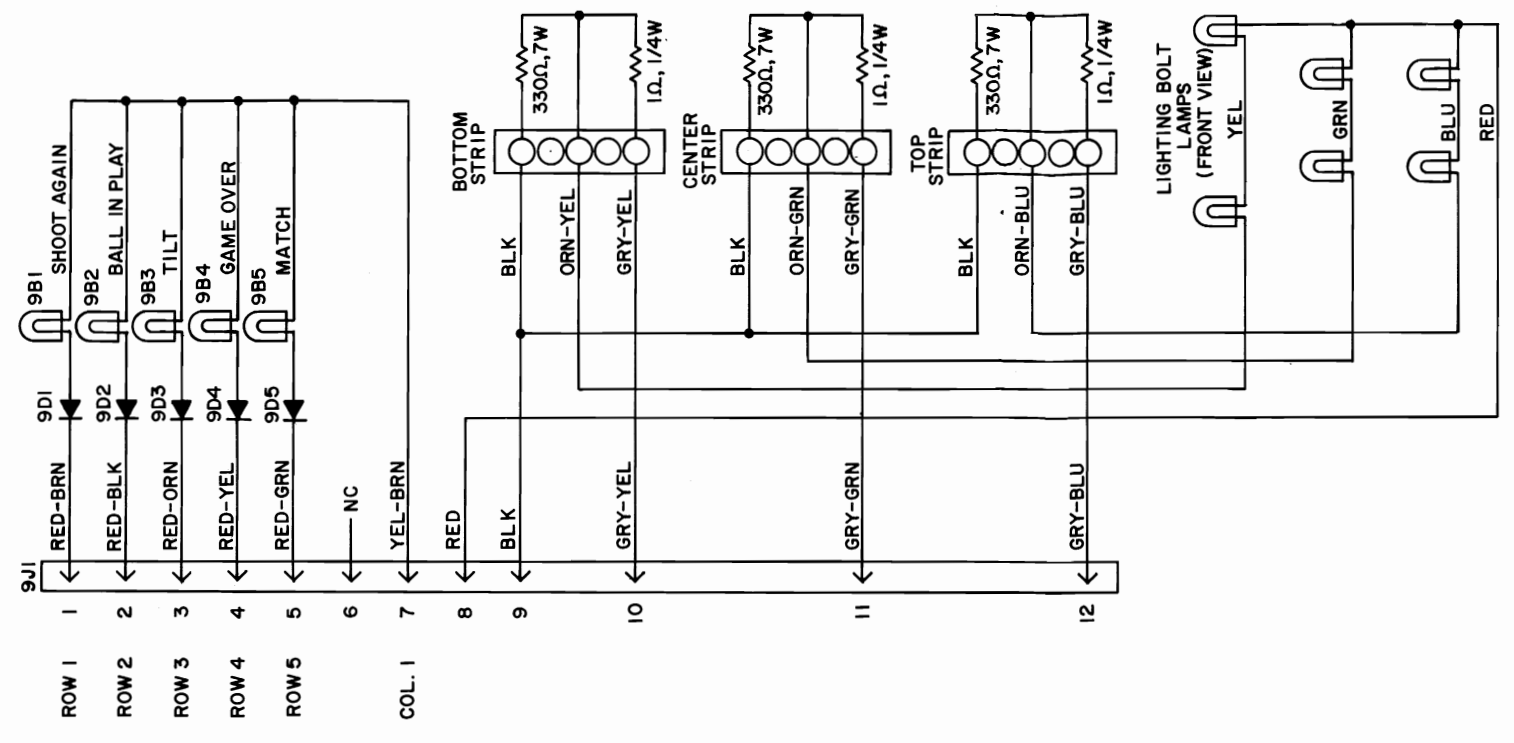 9B1
SHOOT AGAIN
9B2
BALL IN PLAY
9B3
TILT
9B4
GAME OVER
9B5
MATCH
9D1
9D2
9D3
9D4
9D5
RED-BRN
RED-BLK
RED-ORN
RED-YEL
RED-GRN
NC
YEL-BRN
RED
BLK
GRY-YEL
GRY-GRN
GRY-BLU
330Ω, 7W
1Ω, 1/4W
330Ω, 7W
1Ω, 1/4W
330Ω, 7W
1Ω, 1/4W
BOTTOM
STRIP
CENTER
STRIP
TOP
STRIP
BLK
ORN-YEL
GRY-YEL
BLK
ORN-GRN
GRY-GRN
BLK
ORN-BLU
GRY-BLU
LIGHTING BOLT
LAMPS
(FRONT VIEW)
YEL
GRN
BLU
RED
9J1
1
2
3
4
5
6
7
8
9
10
11
12
ROW 1
ROW 2
ROW 3
ROW 4
ROW 5
COL. 1